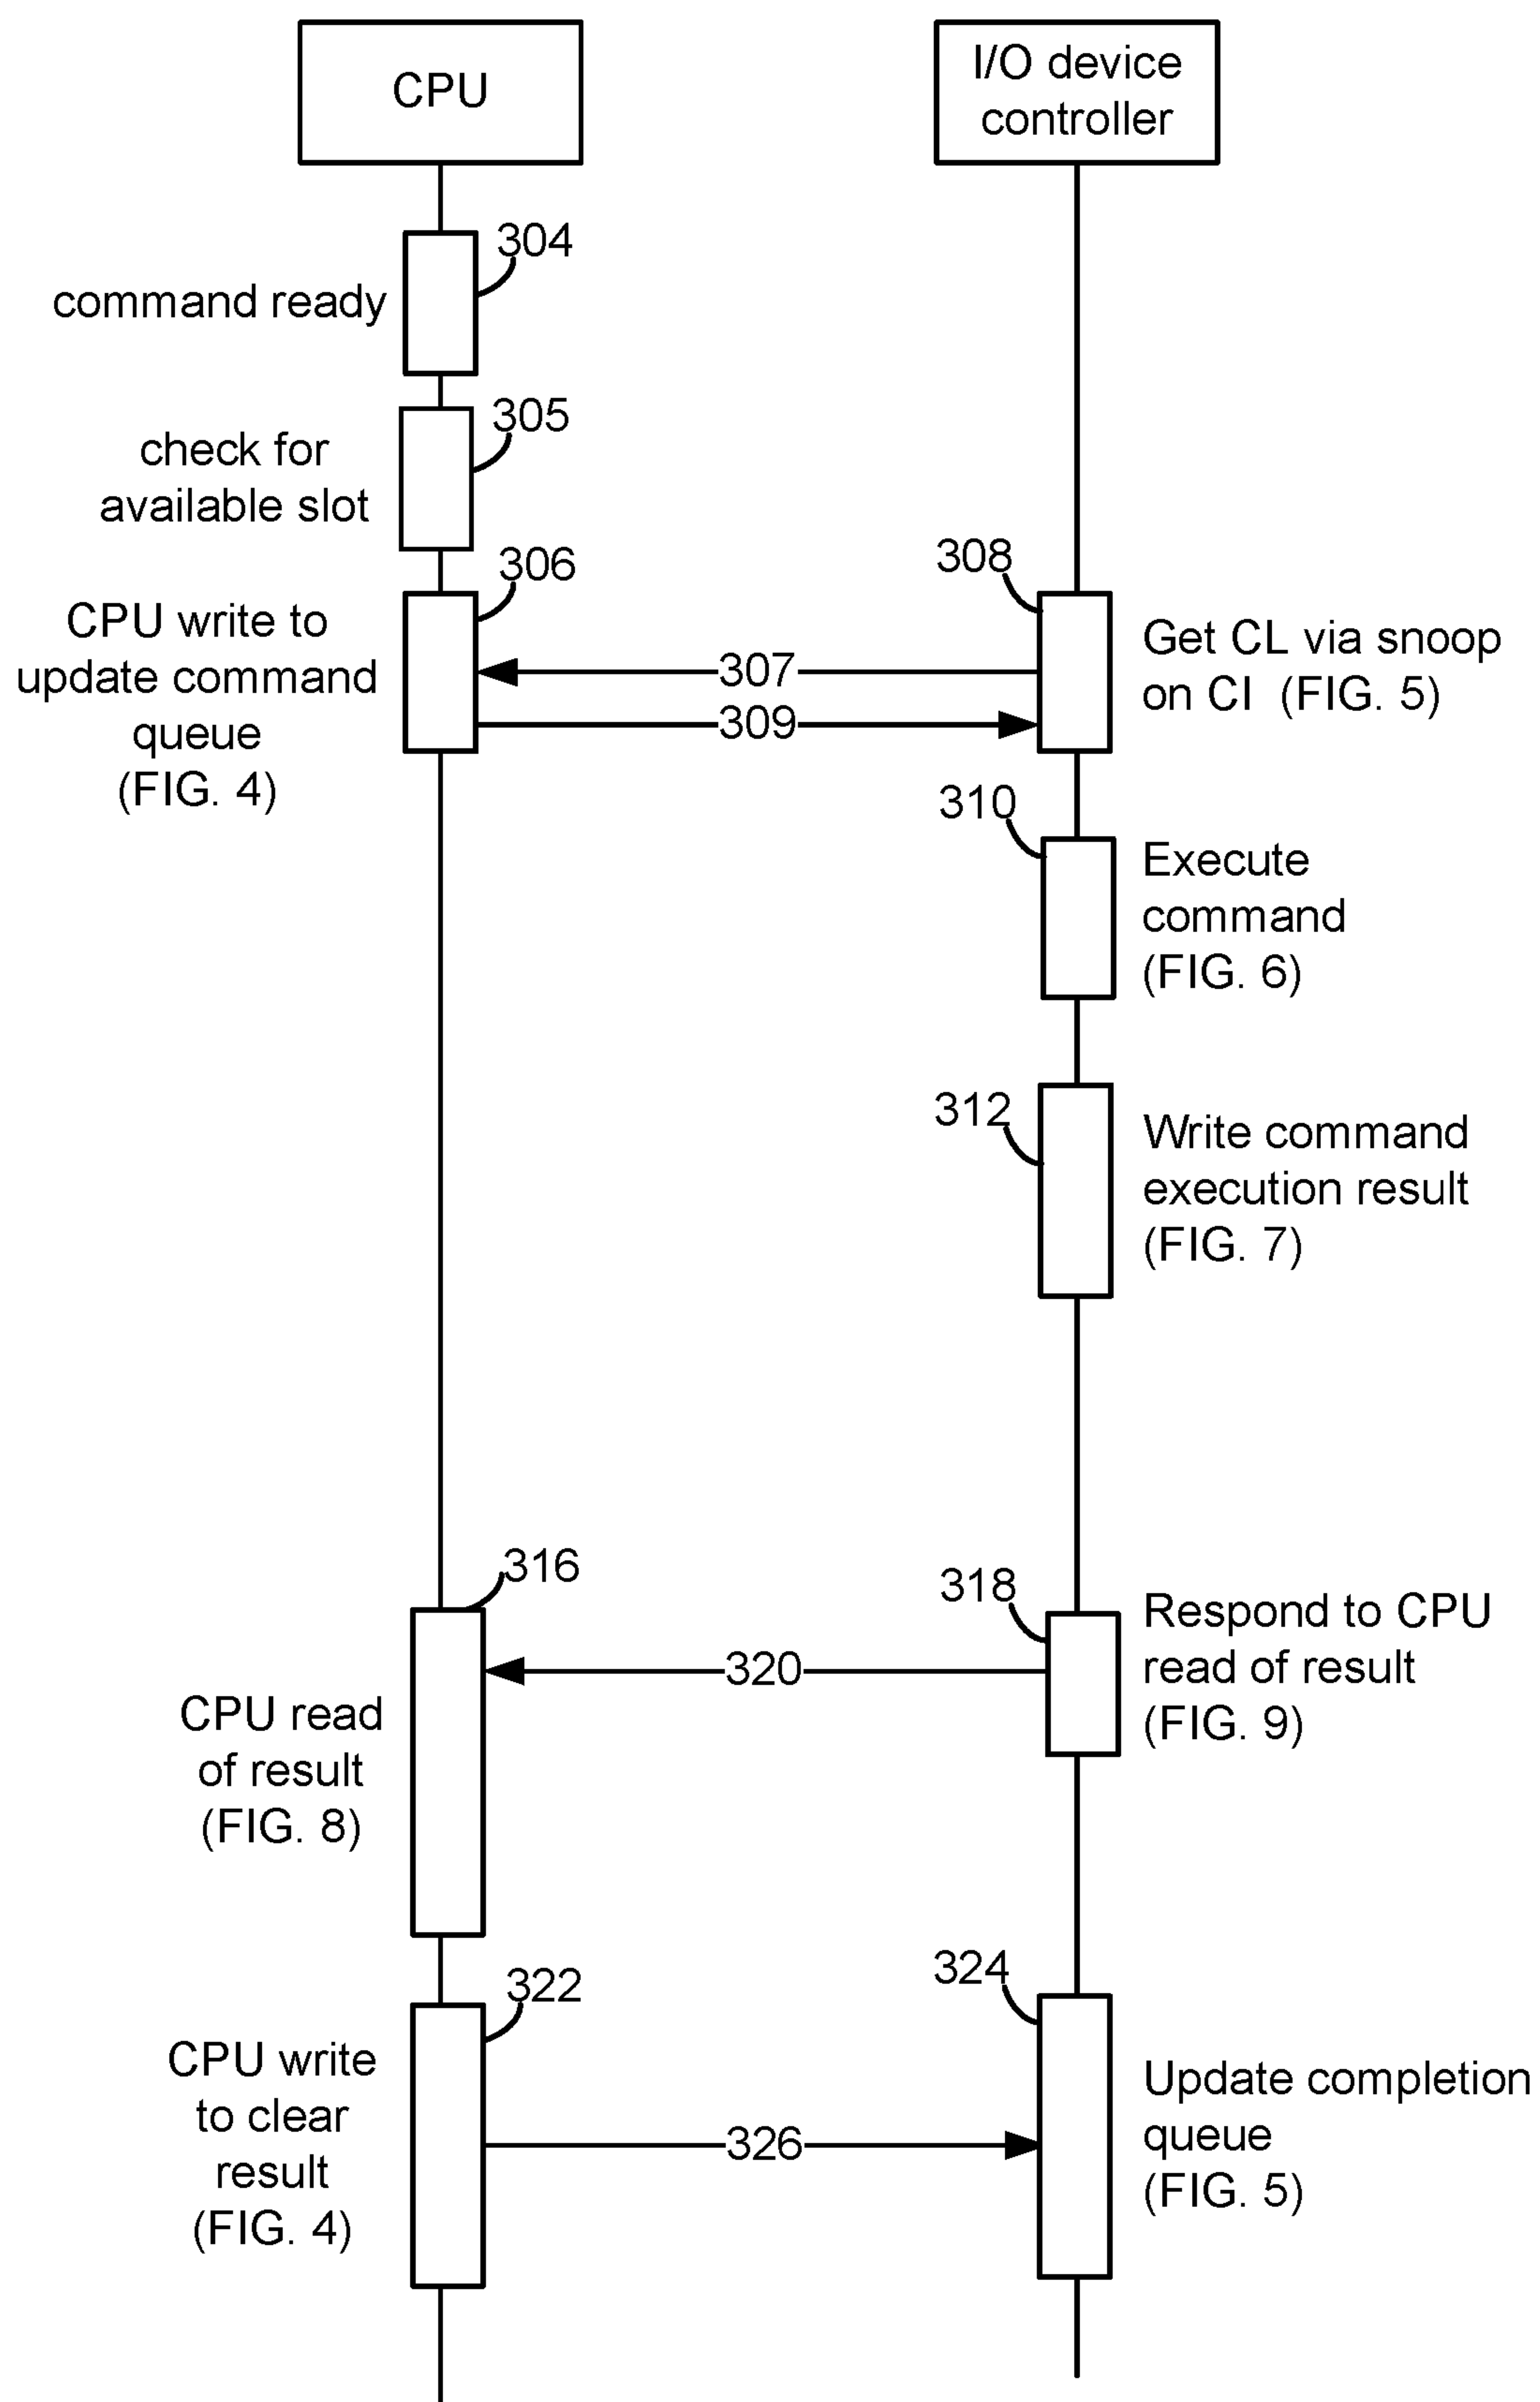 CPU
I/O device
controller
304
command ready
305
check for
available slot
306
CPU write to
update command
queue
(FIG. 4)
308
Get CL via snoop
on CI (FIG. 5)
307
309
310
Execute
command
(FIG. 6)
312
Write command
execution result
(FIG. 7)
316
CPU read
of result
(FIG. 8)
318
Respond to CPU
read of result
(FIG. 9)
320
322
CPU write
to clear
result
(FIG. 4)
324
Update completion
queue
(FIG. 5)
326